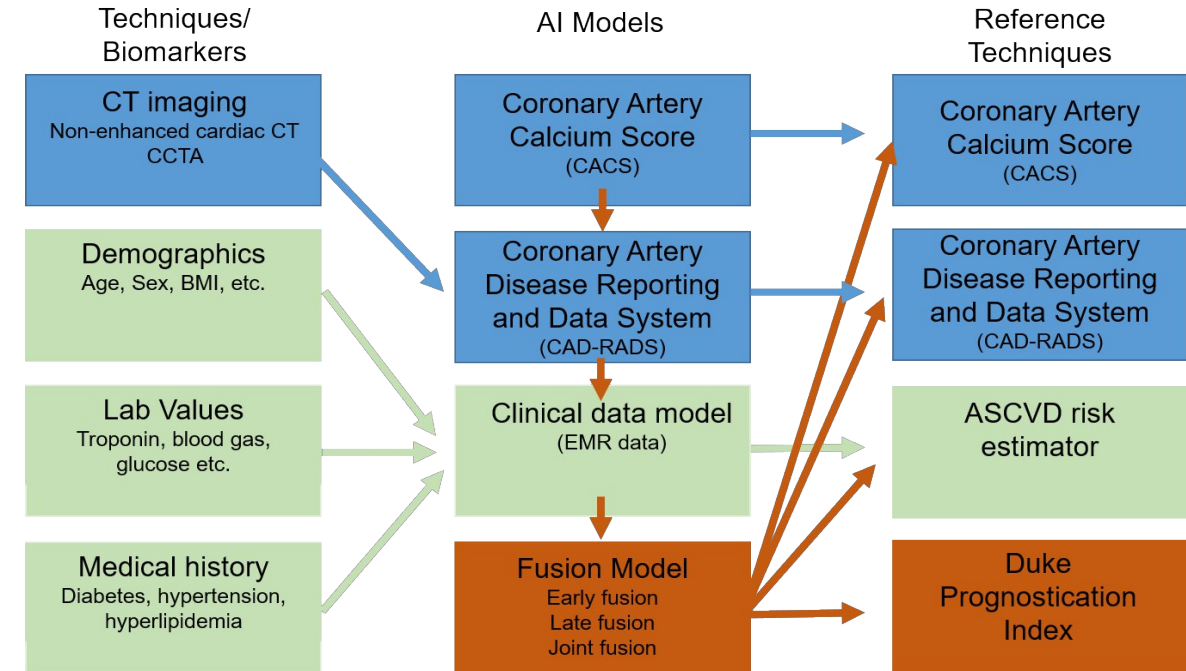 Techniques/
Biomarkers
AI Models
Reference
Techniques
CT imaging
Non-enhanced cardiac CT
CCTA
Coronary Artery
Calcium Score
(CACS)
Coronary Artery
Calcium Score
(CACS)
Demographics
Age, Sex, BMI, etc.
Coronary Artery
Disease Reporting
and Data System
(CAD-RADS)
Coronary Artery
Disease Reporting
and Data System
(CAD-RADS)
Lab Values
Troponin, blood gas,
glucose etc.
Clinical data model
(EMR data)
ASCVD risk
estimator
Medical history
Diabetes, hypertension,
hyperlipidemia
Fusion Model
Early fusion
Late fusion
Joint fusion
Duke
Prognostication
Index